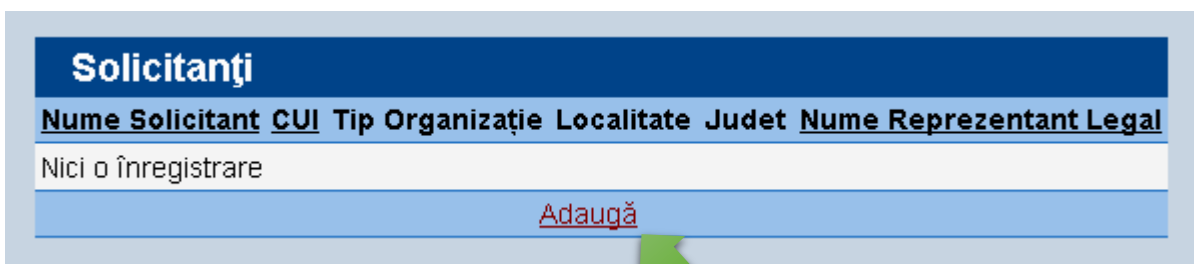 Solicitanţi
Nume Solicitant CUI Tip Organizație Localitate Judet Nume Reprezentant Legal
Nici o înregistrare
Adaugă